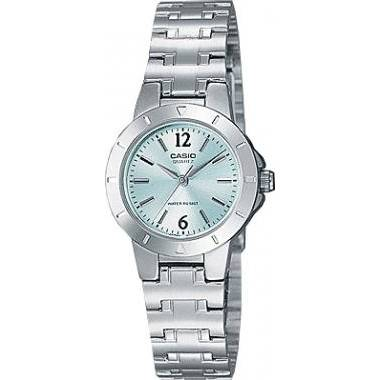 12
CASIO
QUARTZ
WATER RESIST
6